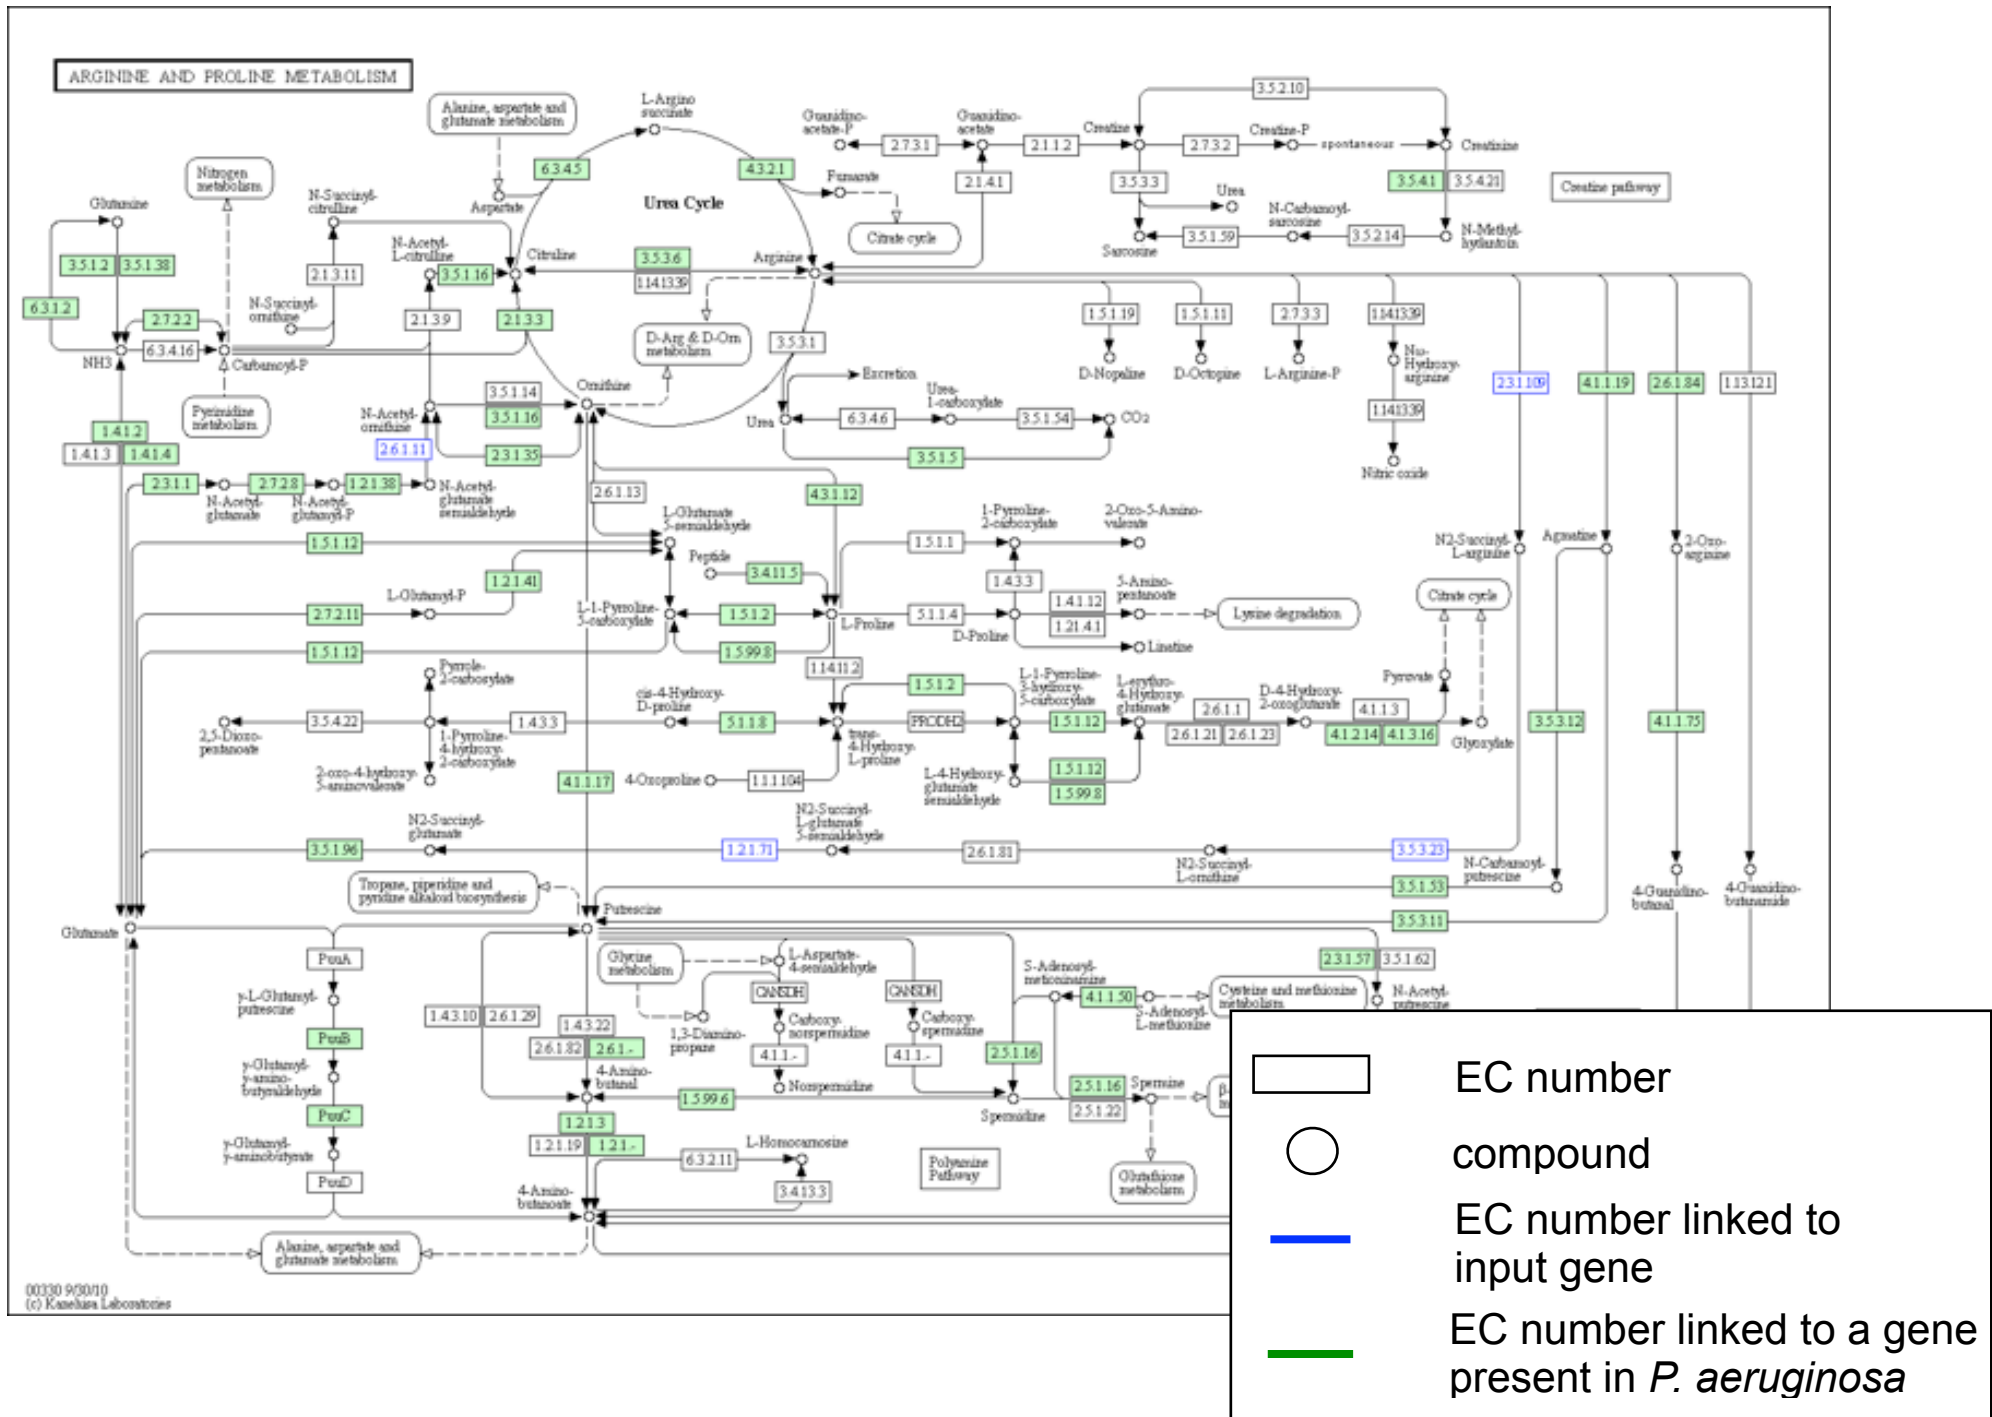 ARGININE AND PROLINE METABOLISM
Alanine, aspartate and
glutamate metabolism
L-Argino
succinate
6.3.4.5
4.3.2.1
Urea Cycle
Aspartate
Fumarate
Citrate cycle
Guanidino-
acetate-P
2.7.3.1
Guanidino-
acetate
2.1.1.2
2.1.4.1
Creatine
3.5.2.10
2.7.3.2
Creatine-P
spontaneous
Creatinine
3.5.3.3
Urea
3.5.4.1
3.5.4.21
Creatine pathway
N-Carbamoyl-
sarcosine
Sarcosine
3.5.1.59
3.5.2.14
N-Methyl-
hydantoin
Nitrogen
metabolism
Glutamine
3.5.1.2
3.5.1.38
6.3.1.2
2.7.2.2
6.3.4.16
NH3
Carbamoyl-P
Pyrimidine
metabolism
N-Succinyl-
citrulline
2.1.3.11
N-Succinyl-
ornithine
N-Acetyl-
L-citrulline
3.5.1.16
Citruline
2.1.3.9
2.1.3.3
3.5.3.6
1.14.13.39
Arginine
D-Arg & D-Orn
metabolism
3.5.3.1
Ornithine
3.5.1.14
3.5.1.16
2.3.1.35
N-Acetyl-
ornithine
2.6.1.11
Excretion
Urea
6.3.4.6
Urea-
1-carboxylate
3.5.1.54
CO2
3.5.1.5
1.5.1.19
D-Nopaline
1.5.1.11
D-Octopine
2.7.3.3
L-Arginine-P
1.14.13.39
Nω-
Hydroxy-
arginine
1.14.13.39
Nitric oxide
2.3.1.109
4.1.1.19
2.6.1.84
1.13.12.1
1.4.1.2
1.4.1.3
1.4.1.4
2.3.1.1
N-Acetyl-
glutamate
2.7.2.8
N-Acetyl-
glutamyl-P
1.2.1.38
N-Acetyl-
glutamate
semialdehyde
2.6.1.13
4.3.1.12
1.5.1.12
L-Glutamate
5-semialdehyde
1.2.1.41
Peptide
3.4.11.5
1.5.1.1
1-Pyrroline-
2-carboxylate
2-Oxo-5-Amino-
valerate
1.4.3.3
N2-Succinyl-
L-arginine
Agmatine
2-Oxo-
arginine
2.7.2.11
L-Glutamyl-P
L-1-Pyrroline-
5-carboxylate
1.5.1.2
L-Proline
5.1.1.4
D-Proline
5-Amino-
pentanoate
1.4.1.12
1.21.4.1
Lysine degradation
Linatine
Citrate cycle
1.5.1.12
1.5.99.8
1.14.11.2
Pyrrole-
2-carboxylate
cis-4-Hydroxy-
D-proline
1.5.1.2
L-1-Pyrroline-
3-hydroxy-
5-carboxylate
L-erythro-
4-Hydroxy-
glutamate
D-4-Hydroxy-
2-oxoglutarate
Pyruvate
2,5-Dioxo-
pentanoate
3.5.4.22
1-Pyrroline-
4-hydroxy-
2-carboxylate
1.4.3.3
5.1.1.8
trans-
4-Hydroxy-
L-proline
PRODH2
1.5.1.12
2.6.1.1
2.6.1.21
2.6.1.23
4.1.1.3
4.1.2.14
4.1.3.16
Glyoxylate
3.5.3.12
4.1.1.75
2-oxo-4-hydroxy-
5-aminovalerate
4.1.1.17
4-Oxoproline
1.1.1.104
L-4-Hydroxy-
glutamate
semialdehyde
1.5.1.12
1.5.99.8
3.5.1.96
N2-Succinyl-
glutamate
1.2.1.71
N2-Succinyl-
L-glutamate
5-semialdehyde
2.6.1.81
N2-Succinyl-
L-ornithine
3.5.3.23
N-Carbamoyl-
putrescine
3.5.1.53
3.5.3.11
4-Guanidino-
butanal
4-Guanidino-
butanamide
Tropane, piperidine and
pyridine alkaloid biosynthesis
Glutamate
Putrescine
PuuA
γ-L-Glutamyl-
putrescine
PuuB
γ-Glutamyl-
γ-amino-
butyraldehyde
PuuC
γ-Glutamyl-
γ-aminobutyrate
PuuD
1.4.3.10
2.6.1.29
1.4.3.22
2.6.1.82
2.6.1.-
4-Amino-
butanal
Glycine
metabolism
1,3-Diamino-
propane
L-Aspartate-
4-semialdehyde
CANSDH
Carboxy-
norspermidine
4.1.1.-
Norspermidine
CANSDH
Carboxy-
spermidine
4.1.1.-
S-Adenosyl-
methioninamine
4.1.1.50
S-Adenosyl-
L-methionine
Cysteine and methionine
metabolism
2.3.1.57
3.5.1.62
N-Acetyl-
putrescine
2.5.1.16
1.5.99.6
Spermidine
2.5.1.16
2.5.1.22
Spermine
β-
Glutathione
metabolism
1.2.1.3
1.2.1.19
1.2.1.-
6.3.2.11
L-Homocarnosine
3.4.13.3
Polyamine
Pathway
4-Amino-
butanoate
Alanine, aspartate and
glutamate metabolism
00330 9/30/10
(c) Kanehisa Laboratories
EC number
compound
EC number linked to
input gene
EC number linked to a gene
present in P. aeruginosa